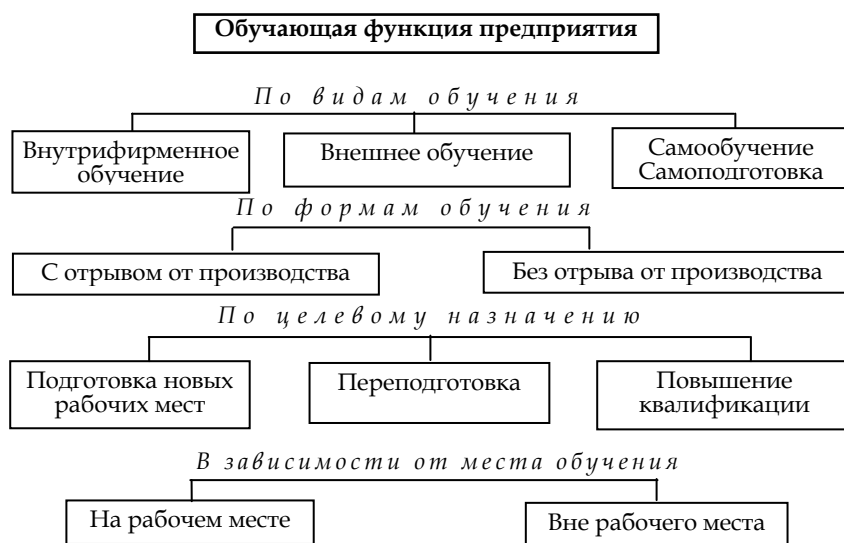 Обучающая функция предприятия
По видам обучения
Внутрифирменное
обучение
Внешнее обучение
Самообучение
Самоподготовка
По формам обучения
С отрывом от производства
Без отрыва от производства
По целевому назначению
Подготовка новых
рабочих мест
Переподготовка
Повышение
квалификации
В зависимости от места обучения
На рабочем месте
Вне рабочего места